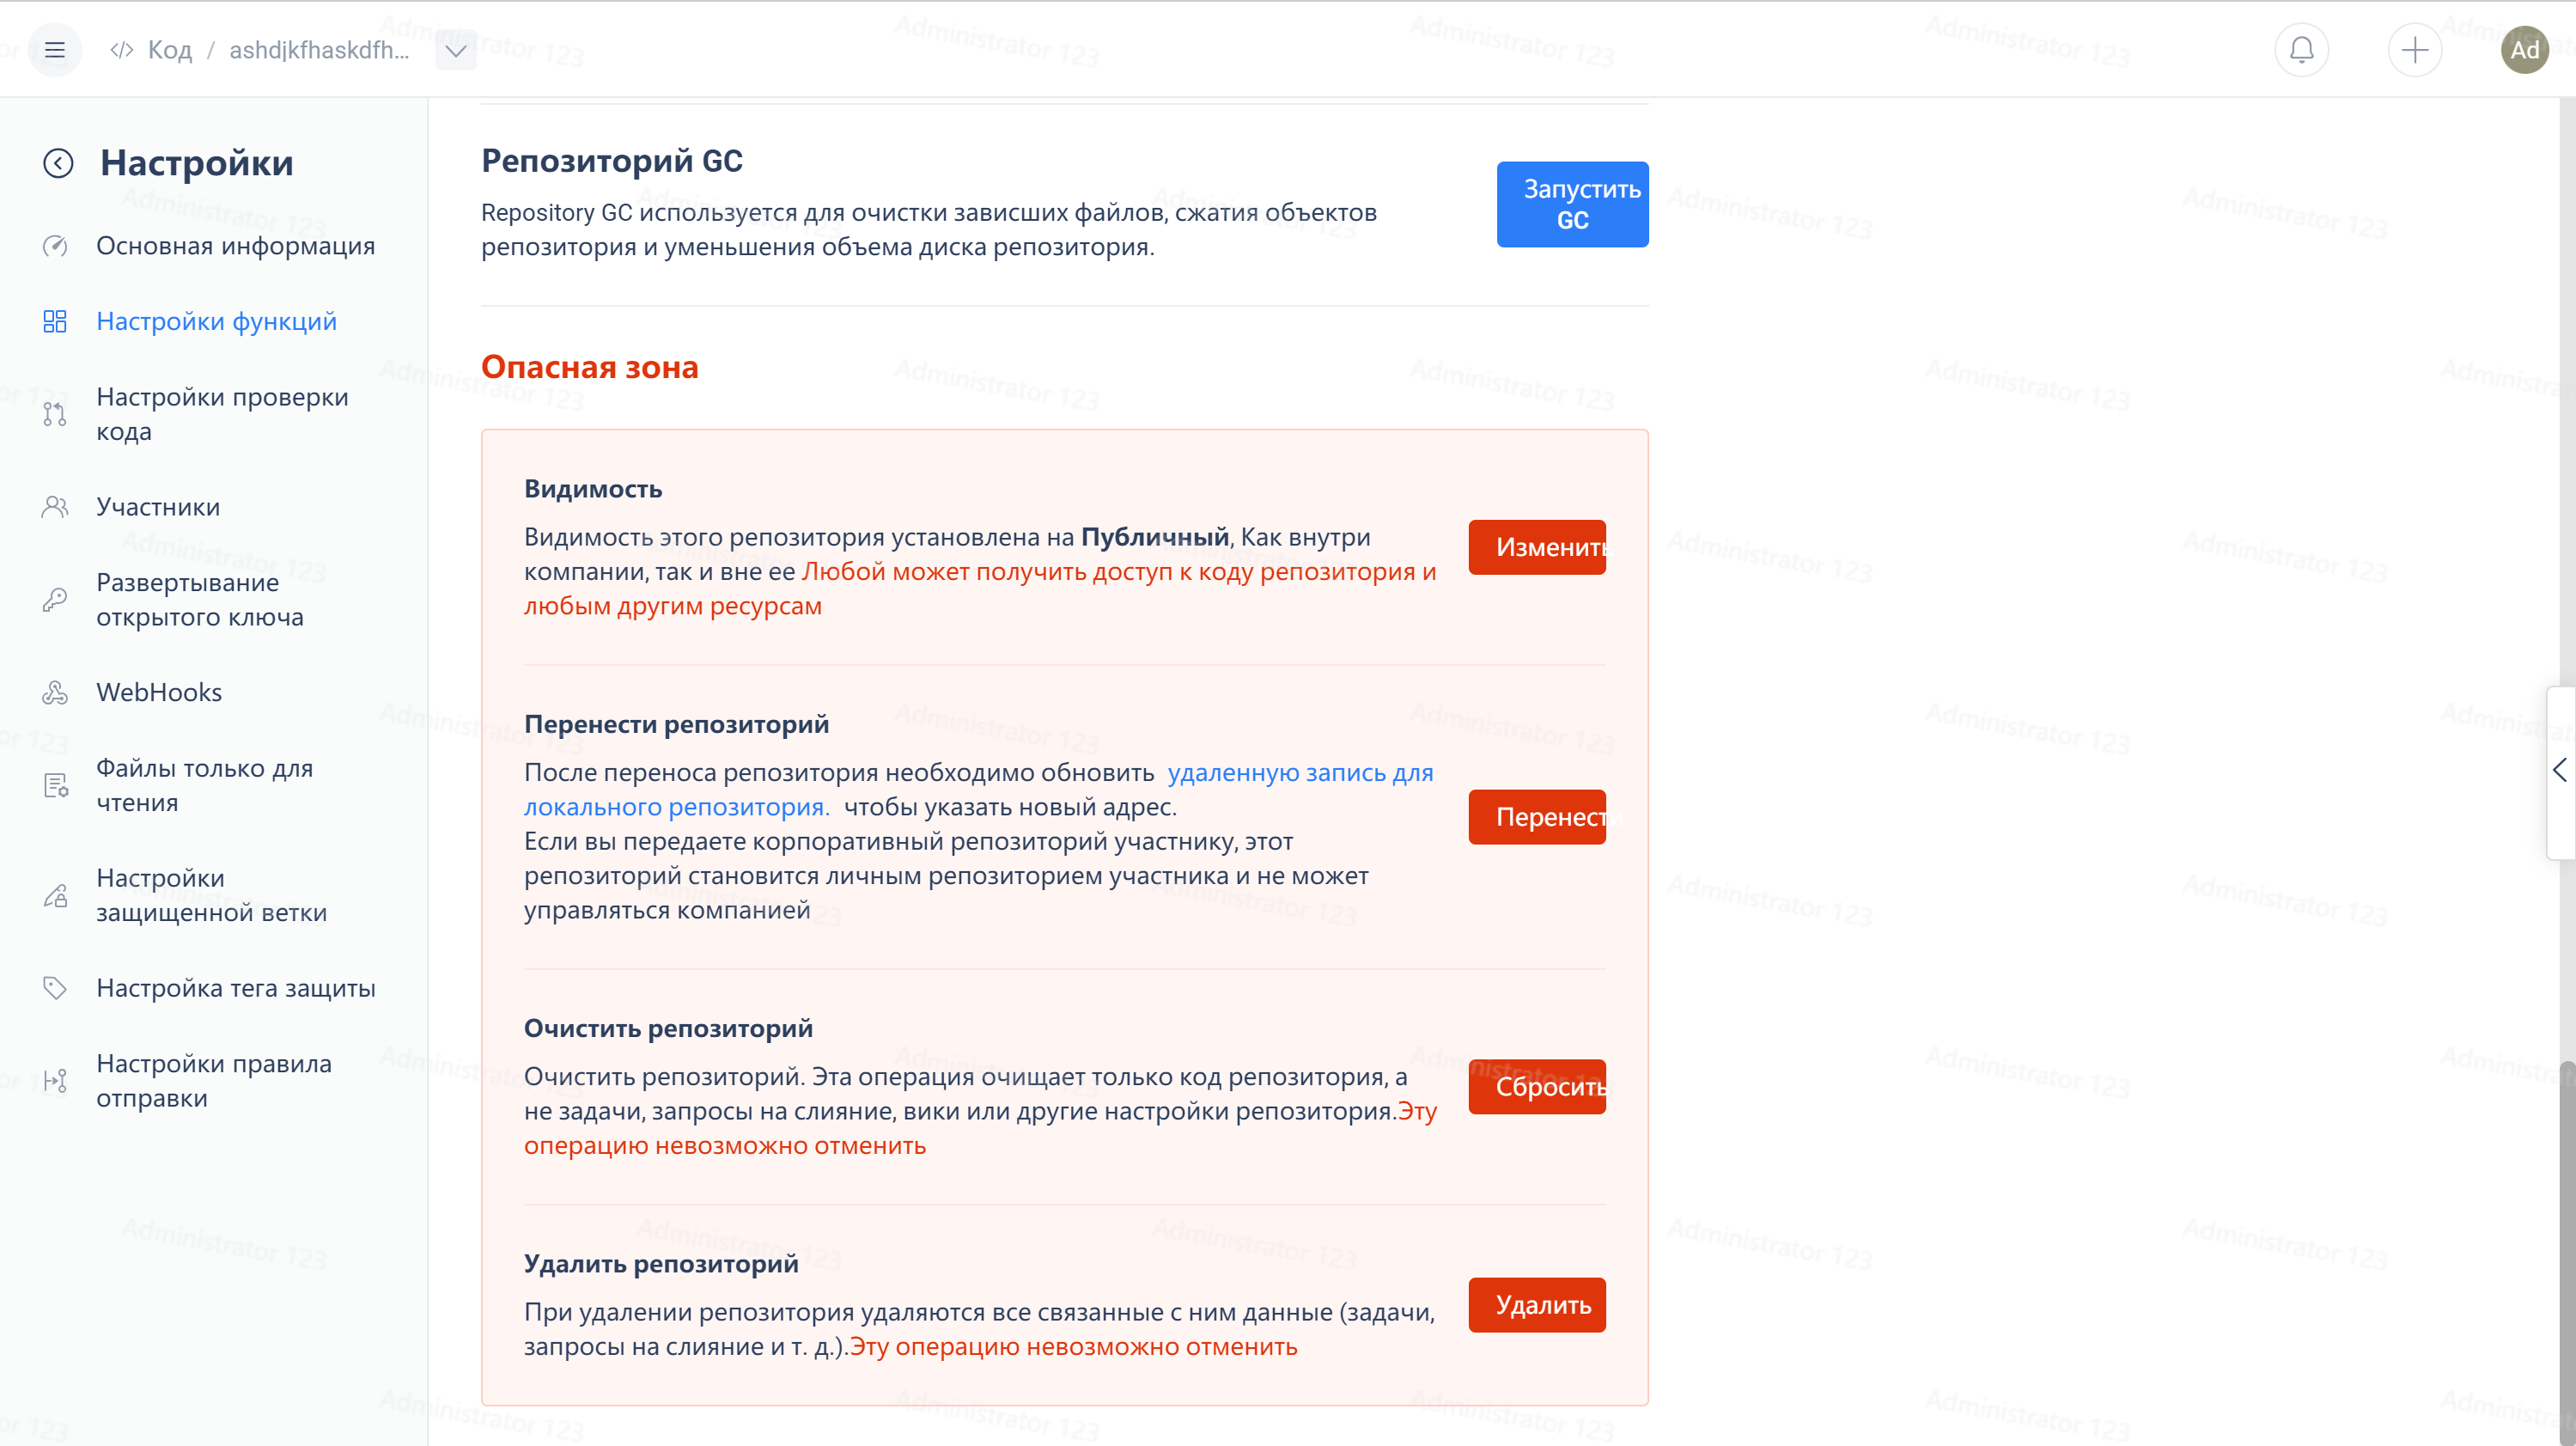 Код / ashdjkfhaskdfh...
Ad
Настройки
Основная информация
Настройки функций
Настройки проверки
кода
Участники
Развертывание
открытого ключа
WebHooks
Файлы только для
чтения
Настройки
защищенной ветки
Настройка тега защиты
Настройки правила
отправки
Репозиторий GC
Repository GC используется для очистки зависших файлов, сжатия объектов
репозитория и уменьшения объема диска репозитория.
Запустить
GC
Опасная зона
Видимость
Видимость этого репозитория установлена на Публичный, Как внутри
компании, так и вне ее Любой может получить доступ к коду репозитория и
любым другим ресурсам
Изменить
Перенести репозиторий
После переноса репозитория необходимо обновить удаленную запись для
локального репозитория. чтобы указать новый адрес.
Если вы передаете корпоративный репозиторий участнику, этот
репозиторий становится личным репозиторием участника и не может
управляться компанией
Перенести
Очистить репозиторий
Очистить репозиторий. Эта операция очищает только код репозитория, а
не задачи, запросы на слияние, вики или другие настройки репозитория.Эту
операцию невозможно отменить
Сбросить
Удалить репозиторий
При удалении репозитория удаляются все связанные с ним данные (задачи,
запросы на слияние и т. д.).Эту операцию невозможно отменить
Удалить
Administrator 123